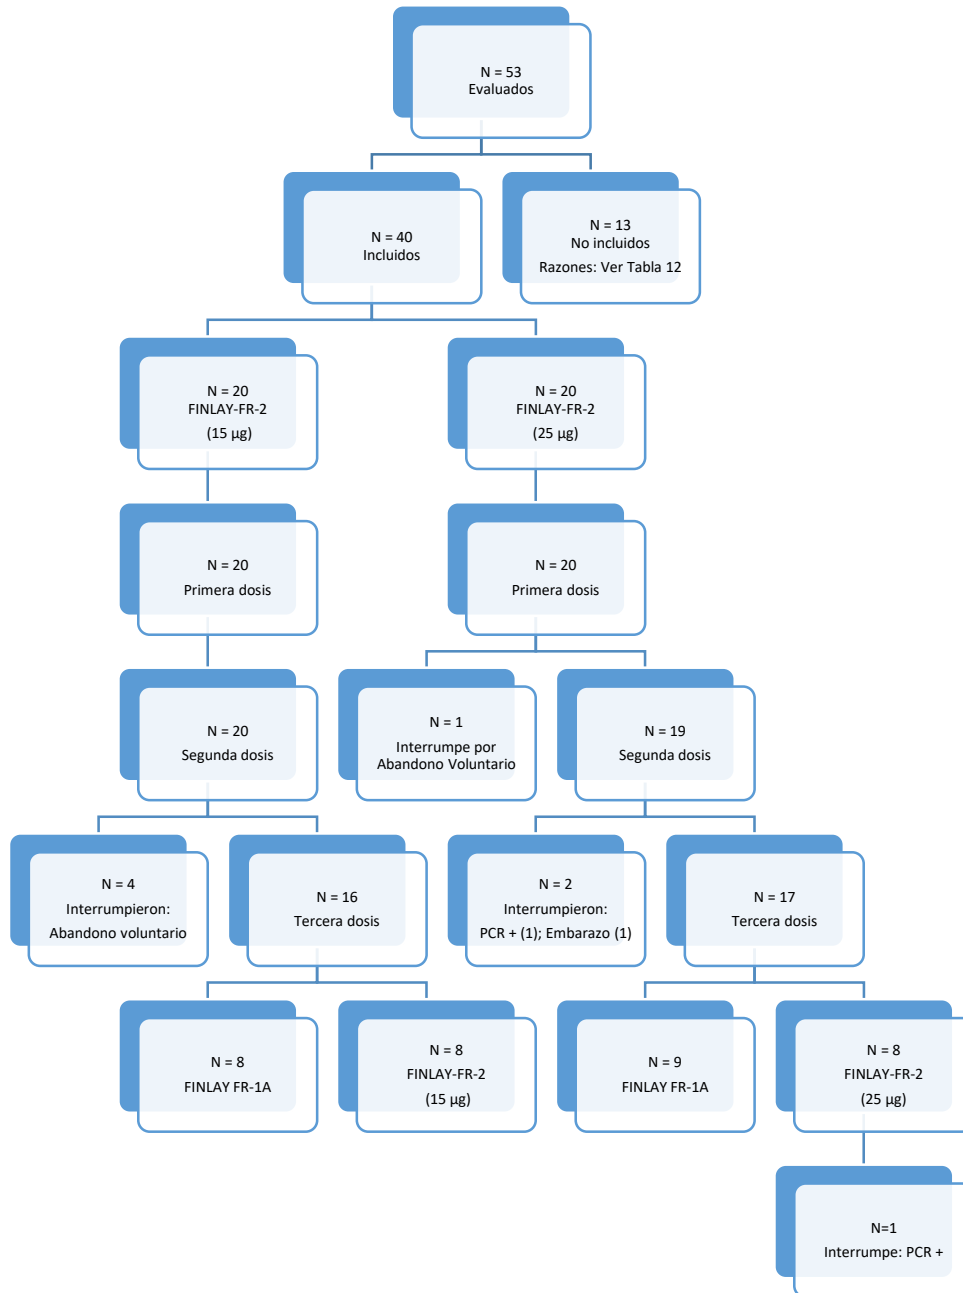 N = 53
Evaluados
N = 40
Incluidos
N = 13
No incluidos
Razones: Ver Tabla 12
N = 20
FINLAY-FR-2
(15 µg)
N = 20
FINLAY-FR-2
(25 µg)
N = 20
Primera dosis
N = 20
Primera dosis
N = 20
Segunda dosis
N = 1
Interrumpe por
Abandono Voluntario
N = 19
Segunda dosis
N = 4
Interrumpieron:
Abandono voluntario
N = 16
Tercera dosis
N = 2
Interrumpieron:
PCR + (1); Embarazo (1)
N = 17
Tercera dosis
N = 8
FINLAY FR-1A
N = 8
FINLAY-FR-2
(15 µg)
N = 9
FINLAY FR-1A
N = 8
FINLAY-FR-2
(25 µg)
N=1
Interrumpe: PCR +